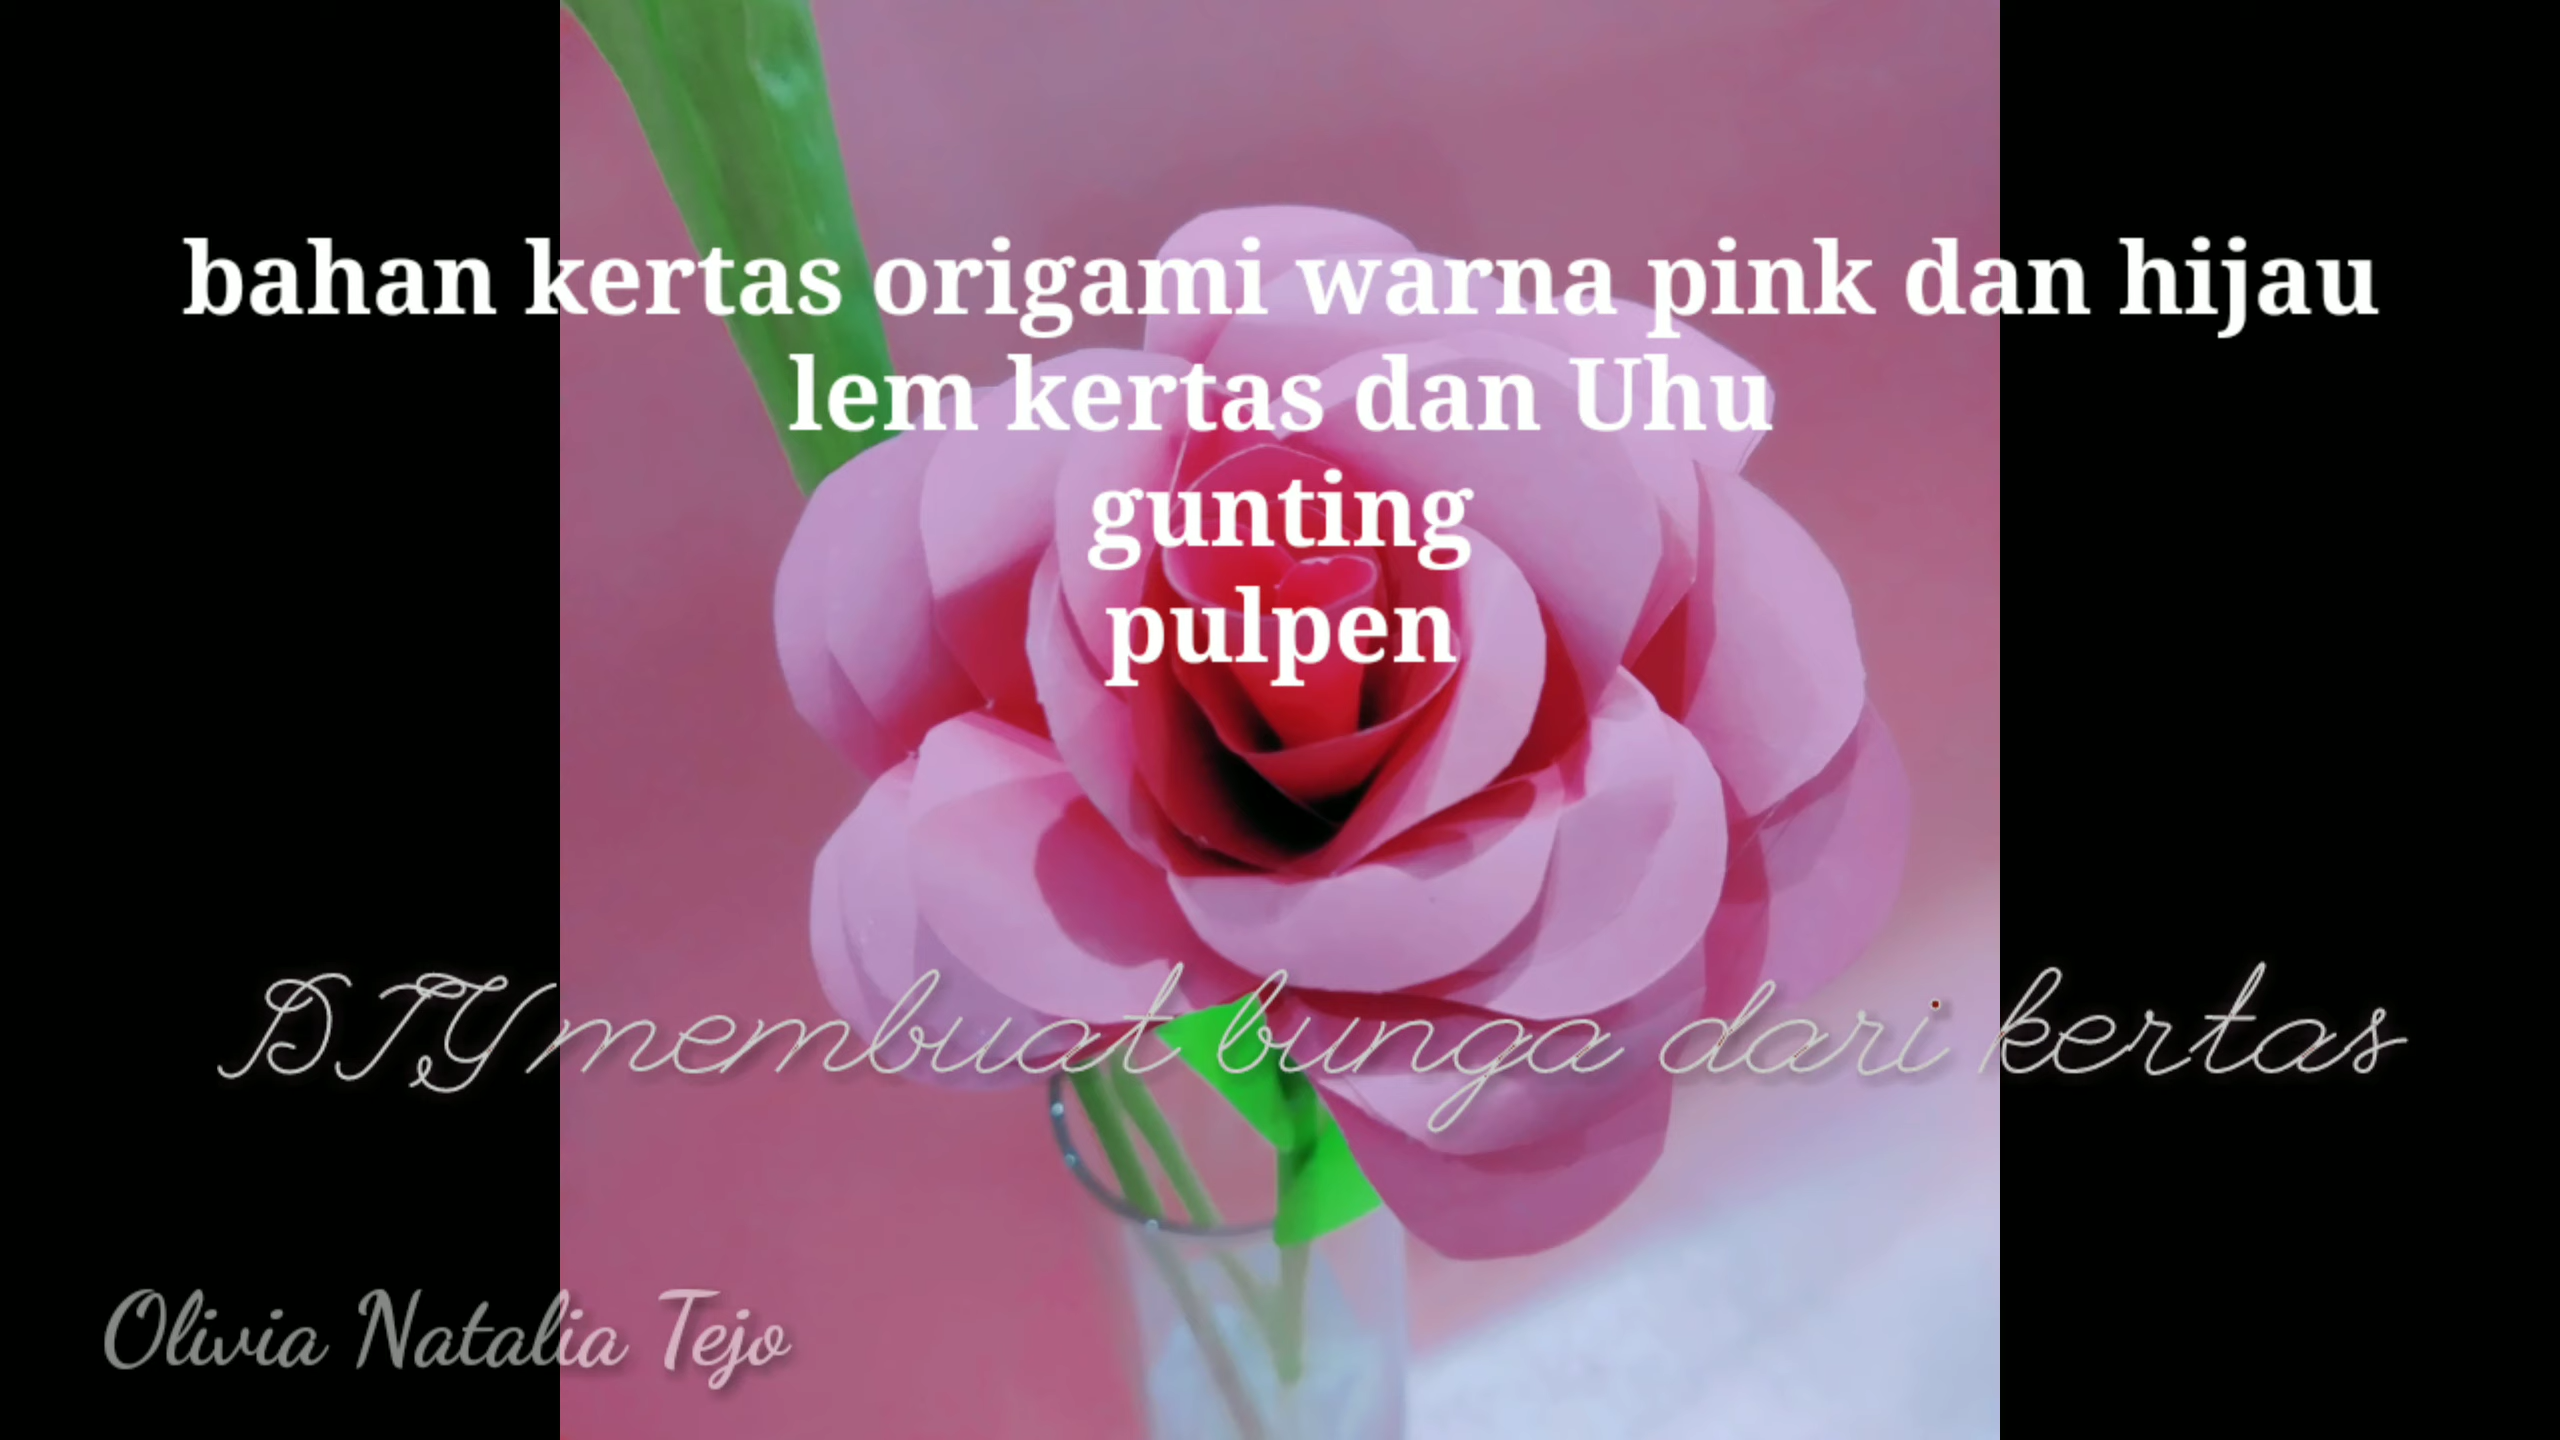 bahan kertas origami warna pink dan hijau
lem kertas dan Uhu
gunting
pulpen
DIY membuat bunga dari kertas
Olivia Natalia Tejo